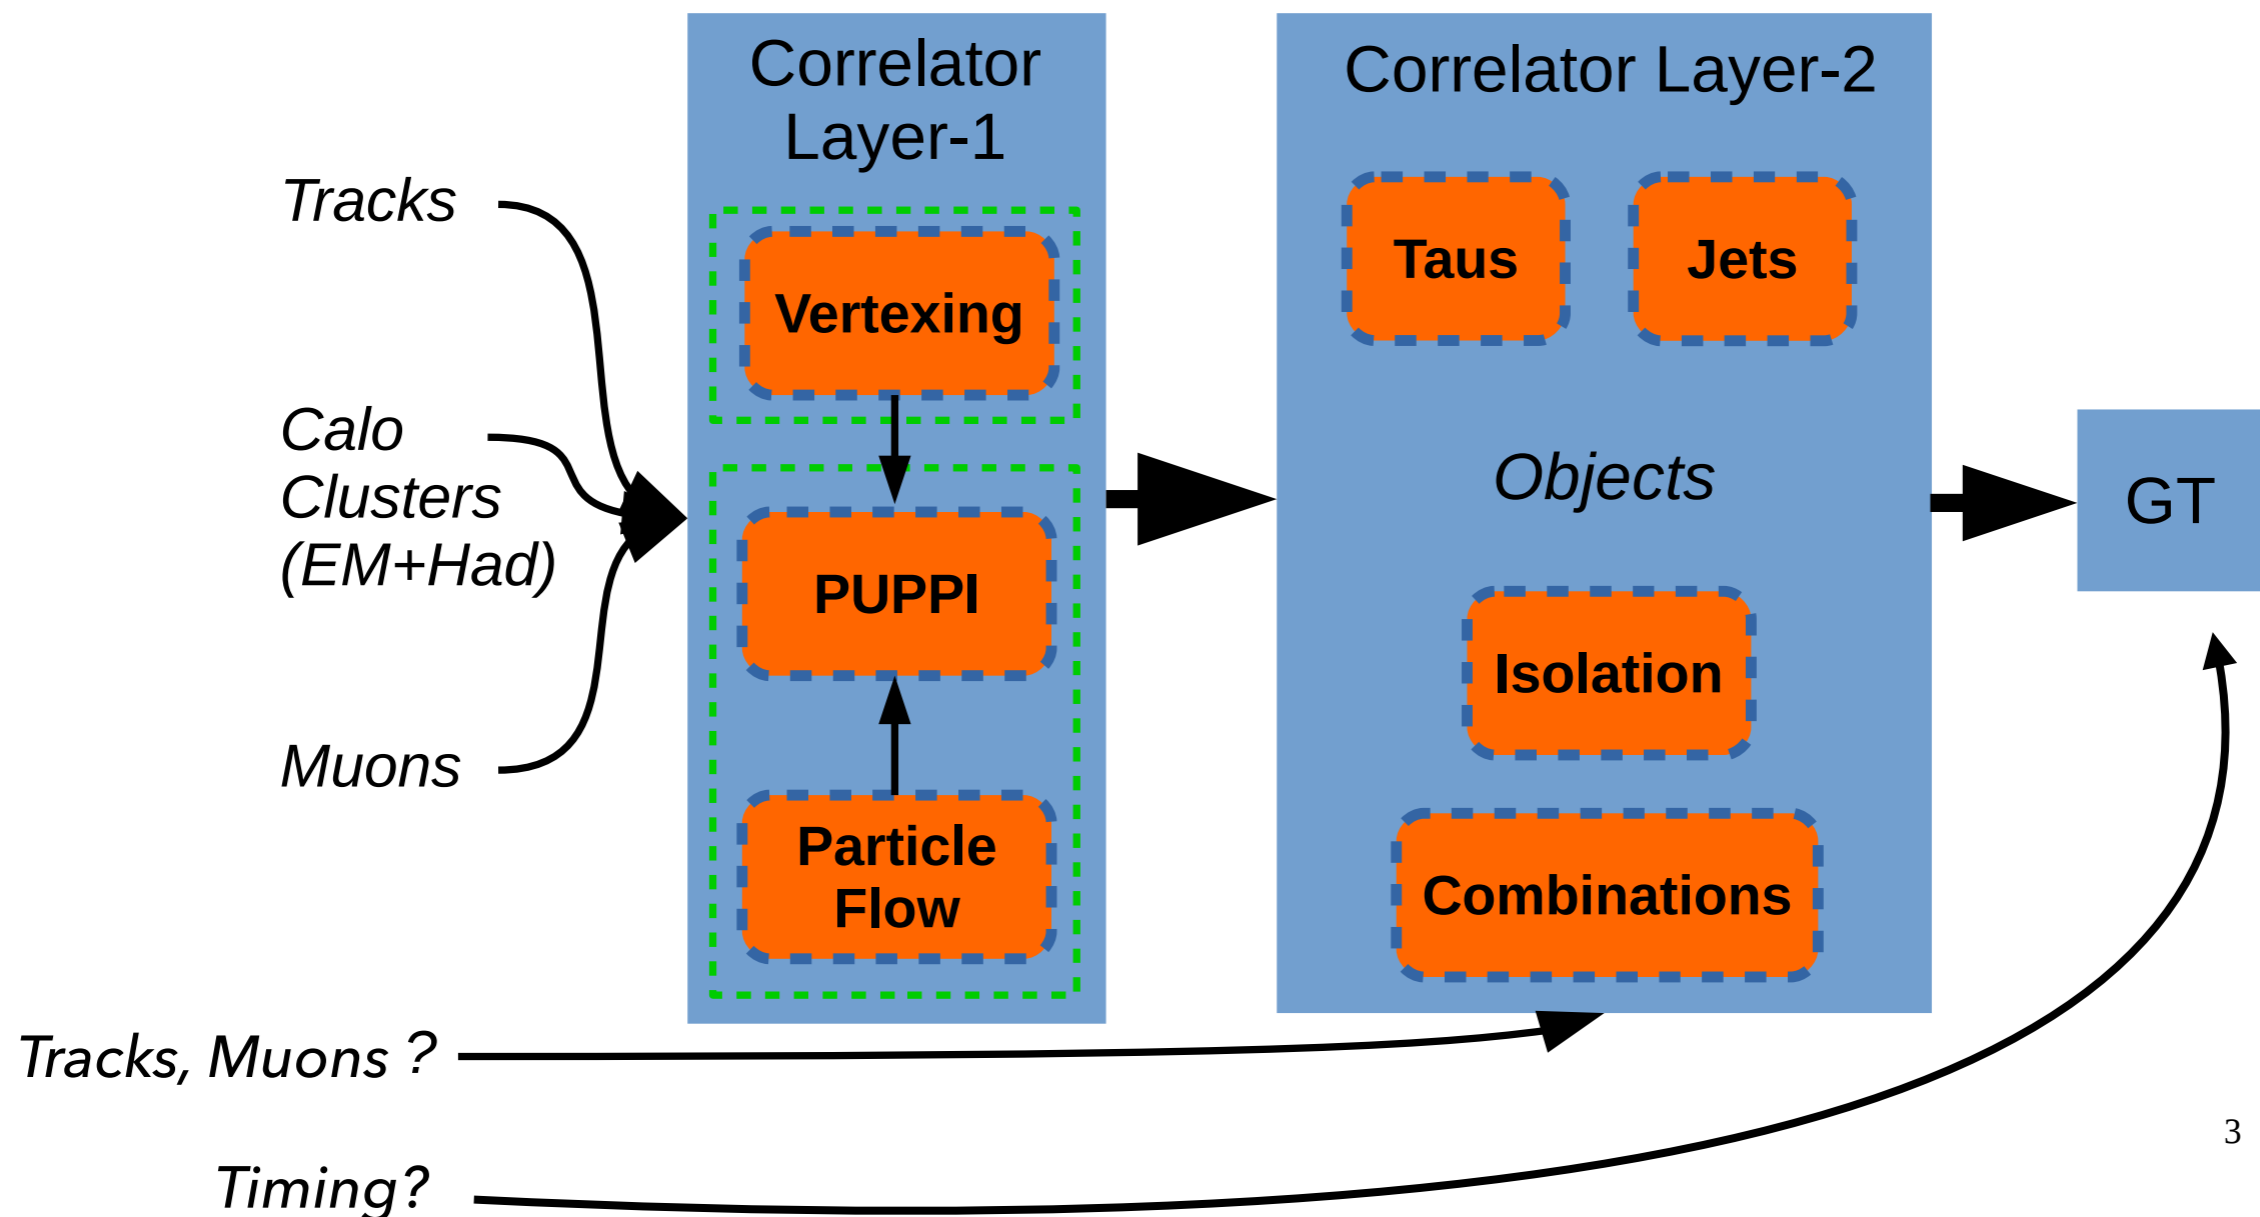 Correlator
Layer-1
Correlator Layer-2
Tracks
Vertexing
Taus
Jets
Calo
Clusters
(EM+Had)
Objects
GT
PUPPI
Isolation
Muons
Particle
Flow
Combinations
Tracks, Muons ?
Timing?
3